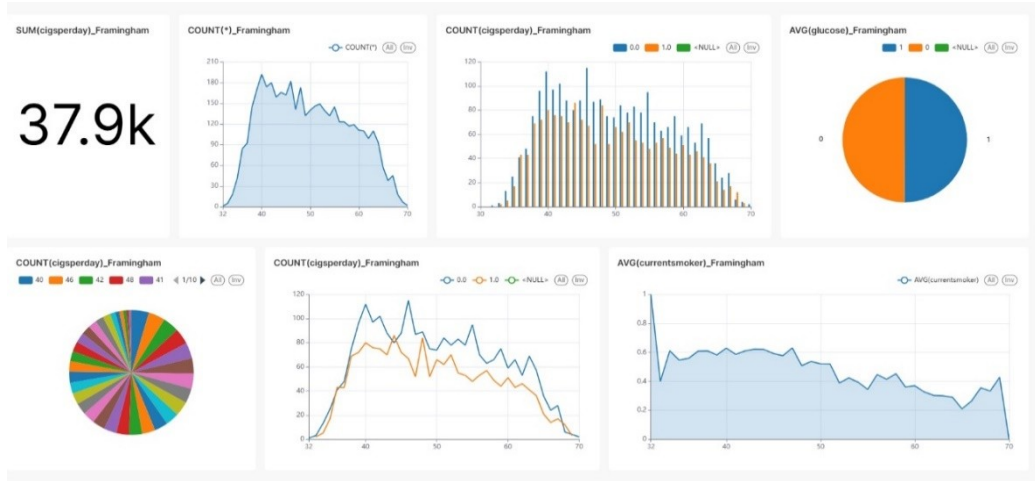 SUM(cigsperday)_Framingham
37.9k
COUNT(*)_Framingham
COUNT(*) All Inv
210
180
150
120
90
60
30
0
32 40 50 60 70
COUNT(cigsperday)_Framingham
0.0 1.0 <NULL> All Inv
120
100
80
60
40
20
0
30 40 50 60 70
AVG(glucose)_Framingham
1 0 <NULL> All Inv
0 1
COUNT(cigsperday)_Framingham
40 46 42 48 41 1/10 All Inv
COUNT(cigsperday)_Framingham
0.0 1.0 <NULL> All Inv
120
100
80
60
40
20
0
32 40 50 60 70
AVG(currentsmoker)_Framingham
AVG(currentsmoker) All Inv
1
0.8
0.6
0.4
0.2
0
32 40 50 60 70